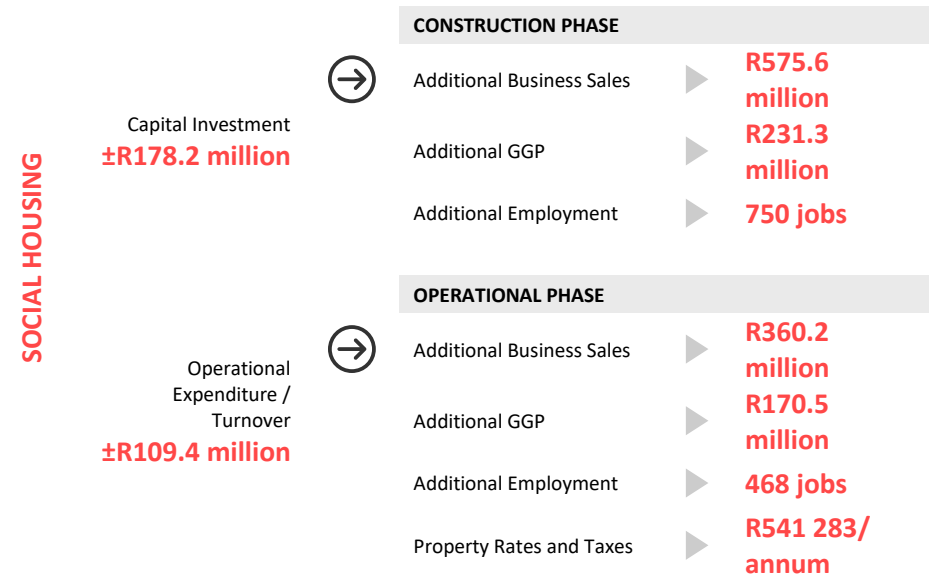 SOCIAL HOUSING
Capital Investment
±R178.2 million
CONSTRUCTION PHASE
Additional Business Sales
R575.6
million
Additional GGP
R231.3
million
Additional Employment
750 jobs
Operational
Expenditure /
Turnover
±R109.4 million
OPERATIONAL PHASE
Additional Business Sales
R360.2
million
Additional GGP
R170.5
million
Additional Employment
468 jobs
Property Rates and Taxes
R541 283/
annum